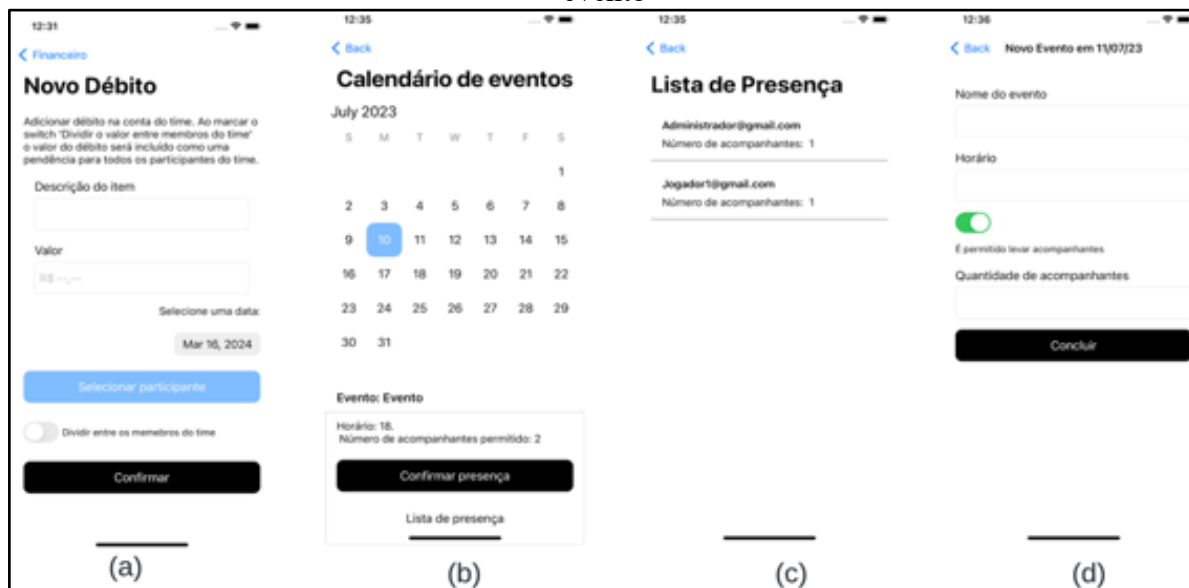 12:31
Financeiro
Novo Débito
Adicionar débito na conta do time. Ao marcar o
switch 'Dividir o valor entre membros do time'
o valor do débito será incluído como uma
pendência para todos os participantes do time.
Descrição do item
Valor
R$ --,--
Selecione uma data:
Mar 16, 2024
Selecionar participante
Dividir entre os memebros do time
Confirmar
(a)
12:35
Back
Calendário de eventos
July 2023
S M T W T F S
1
2 3 4 5 6 7 8
9 10 11 12 13 14 15
16 17 18 19 20 21 22
23 24 25 26 27 28 29
30 31
Evento: Evento
Horário: 18.
Número de acompanhantes permitido: 2
Confirmar presença
Lista de presença
(b)
12:35
Back
Lista de Presença
Administrador@gmail.com
Número de acompanhantes: 1
Jogador1@gmail.com
Número de acompanhantes: 1
(c)
12:36
Back Novo Evento em 11/07/23
Nome do evento
Horário
É permitido levar acompanhantes
Quantidade de acompanhantes
Concluir
(d)